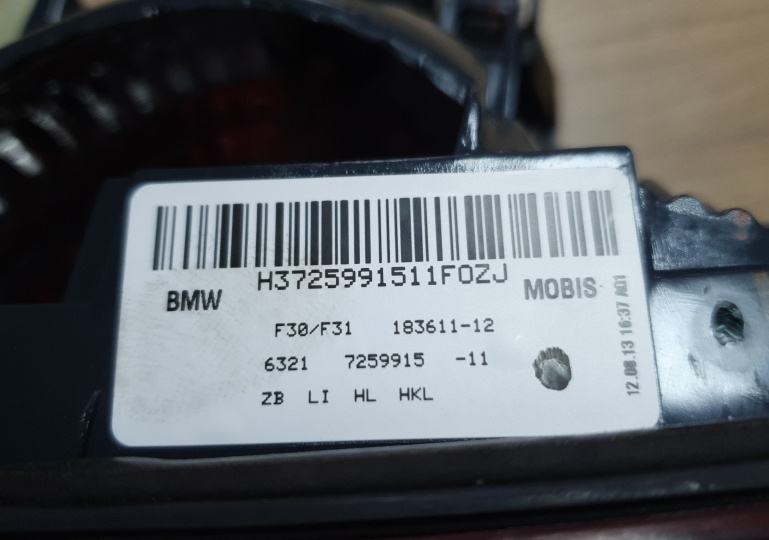 H3725991511FOZJ
BMW MOBIS
F30/F31 183611-12
6321 7259915 -11
ZB LI HL HKL
12.08.13 16:37 A01